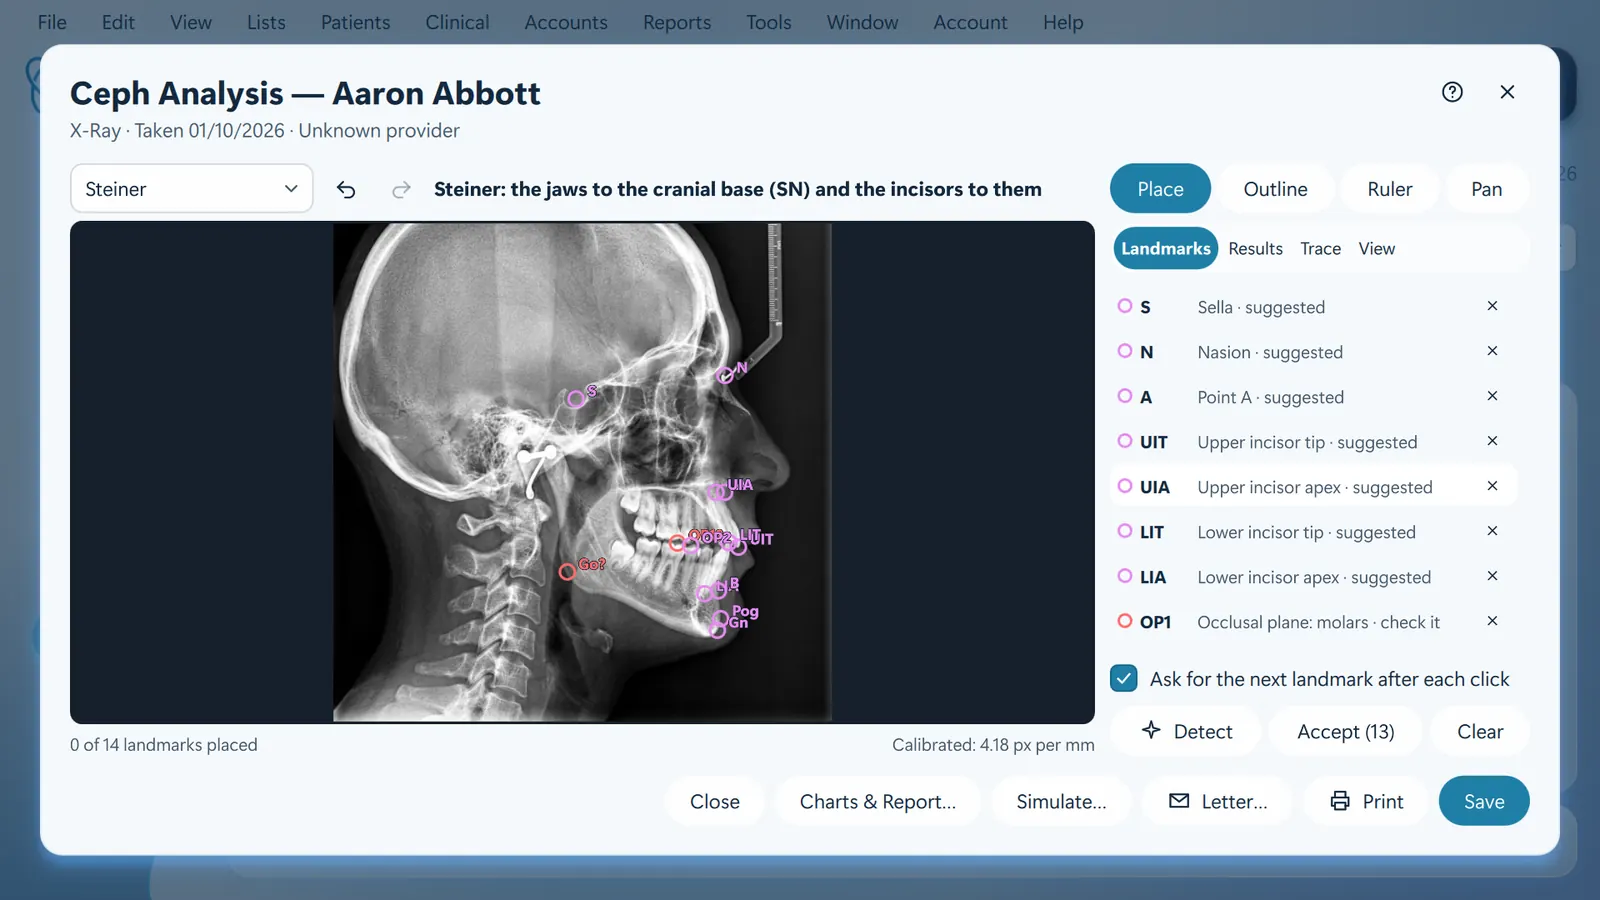 File Edit View Lists Patients Clinical Accounts Reports Tools Window Account Help
Ceph Analysis — Aaron Abbott
X-Ray · Taken 01/10/2026 · Unknown provider
26
Steiner
Steiner: the jaws to the cranial base (SN) and the incisors to them
Place Outline Ruler Pan
Landmarks Results Trace View
S Sella · suggested
N Nasion · suggested
A Point A · suggested
UIT Upper incisor tip · suggested
UIA Upper incisor apex · suggested
LIT Lower incisor tip · suggested
LIA Lower incisor apex · suggested
OP1 Occlusal plane: molars · check it
N
S
UIA
OP2 LIT UIT
Go?
B
Pog
Gn
Ask for the next landmark after each click
Detect Accept (13) Clear
0 of 14 landmarks placed
Calibrated: 4.18 px per mm
Close Charts & Report... Simulate... Letter... Print Save